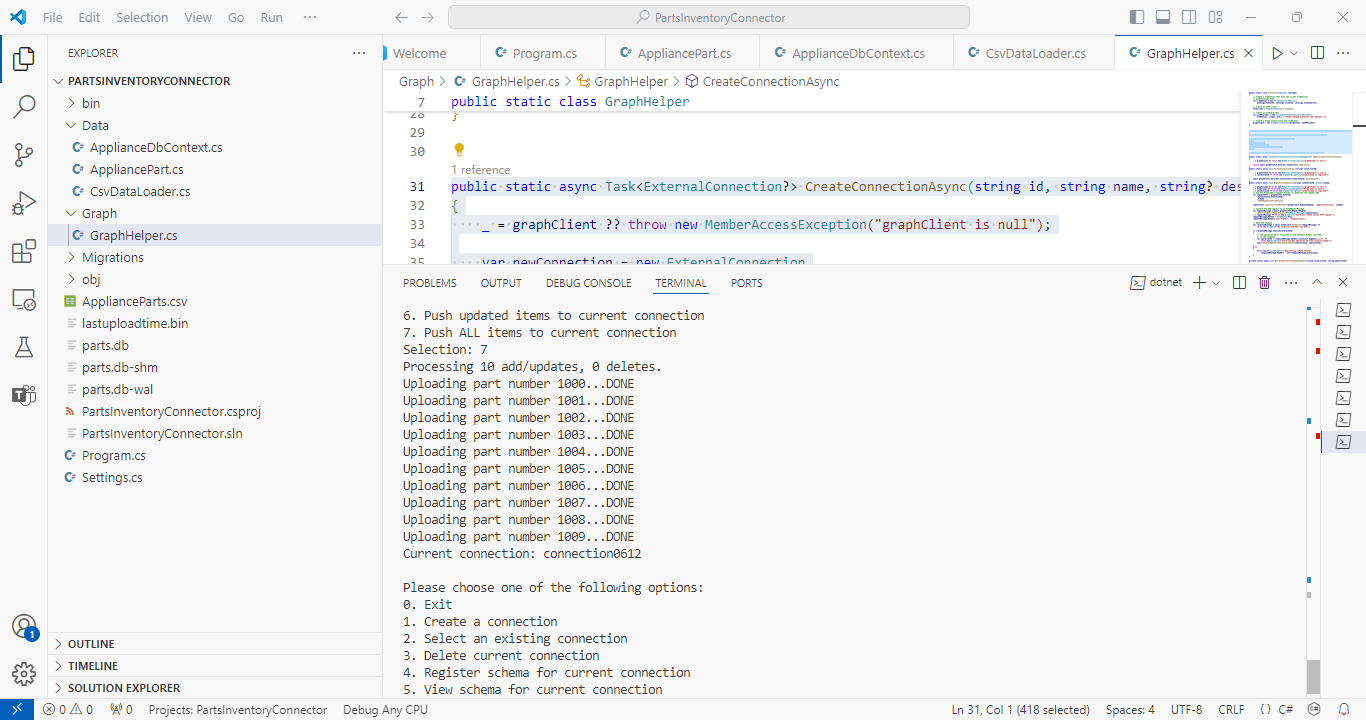 File Edit Selection View Go Run ···
PartsInventoryConnector
EXPLORER
PARTSINVENTORYCONNECTOR
bin
Data
ApplianceDbContext.cs
AppliancePart.cs
CsvDataLoader.cs
Graph
GraphHelper.cs
Migrations
obj
ApplianceParts.csv
lastuploadtime.bin
parts.db
parts.db-shm
parts.db-wal
PartsInventoryConnector.csproj
PartsInventoryConnector.sln
Program.cs
Settings.cs
OUTLINE
TIMELINE
SOLUTION EXPLORER
1
Welcome Program.cs AppliancePart.cs ApplianceDbContext.cs CsvDataLoader.cs GraphHelper.cs
Graph > GraphHelper.cs > GraphHelper > CreateConnectionAsync
7 public static class GraphHelper
28 }
29
30
1 reference
31 public static async Task<ExternalConnection?> CreateConnectionAsync(string id, string name, string? des
32 {
33 ····_ = graphClient ?? throw new MemberAccessException("graphClient is null");
34
35 ····var newConnection = new ExternalConnection
PROBLEMS OUTPUT DEBUG CONSOLE TERMINAL PORTS
dotnet
6. Push updated items to current connection
7. Push ALL items to current connection
Selection: 7
Processing 10 add/updates, 0 deletes.
Uploading part number 1000...DONE
Uploading part number 1001...DONE
Uploading part number 1002...DONE
Uploading part number 1003...DONE
Uploading part number 1004...DONE
Uploading part number 1005...DONE
Uploading part number 1006...DONE
Uploading part number 1007...DONE
Uploading part number 1008...DONE
Uploading part number 1009...DONE
Current connection: connection0612
Please choose one of the following options:
0. Exit
1. Create a connection
2. Select an existing connection
3. Delete current connection
4. Register schema for current connection
5. View schema for current connection
0 0 0 Projects: PartsInventoryConnector Debug Any CPU Ln 31, Col 1 (418 selected) Spaces: 4 UTF-8 CRLF {} C#